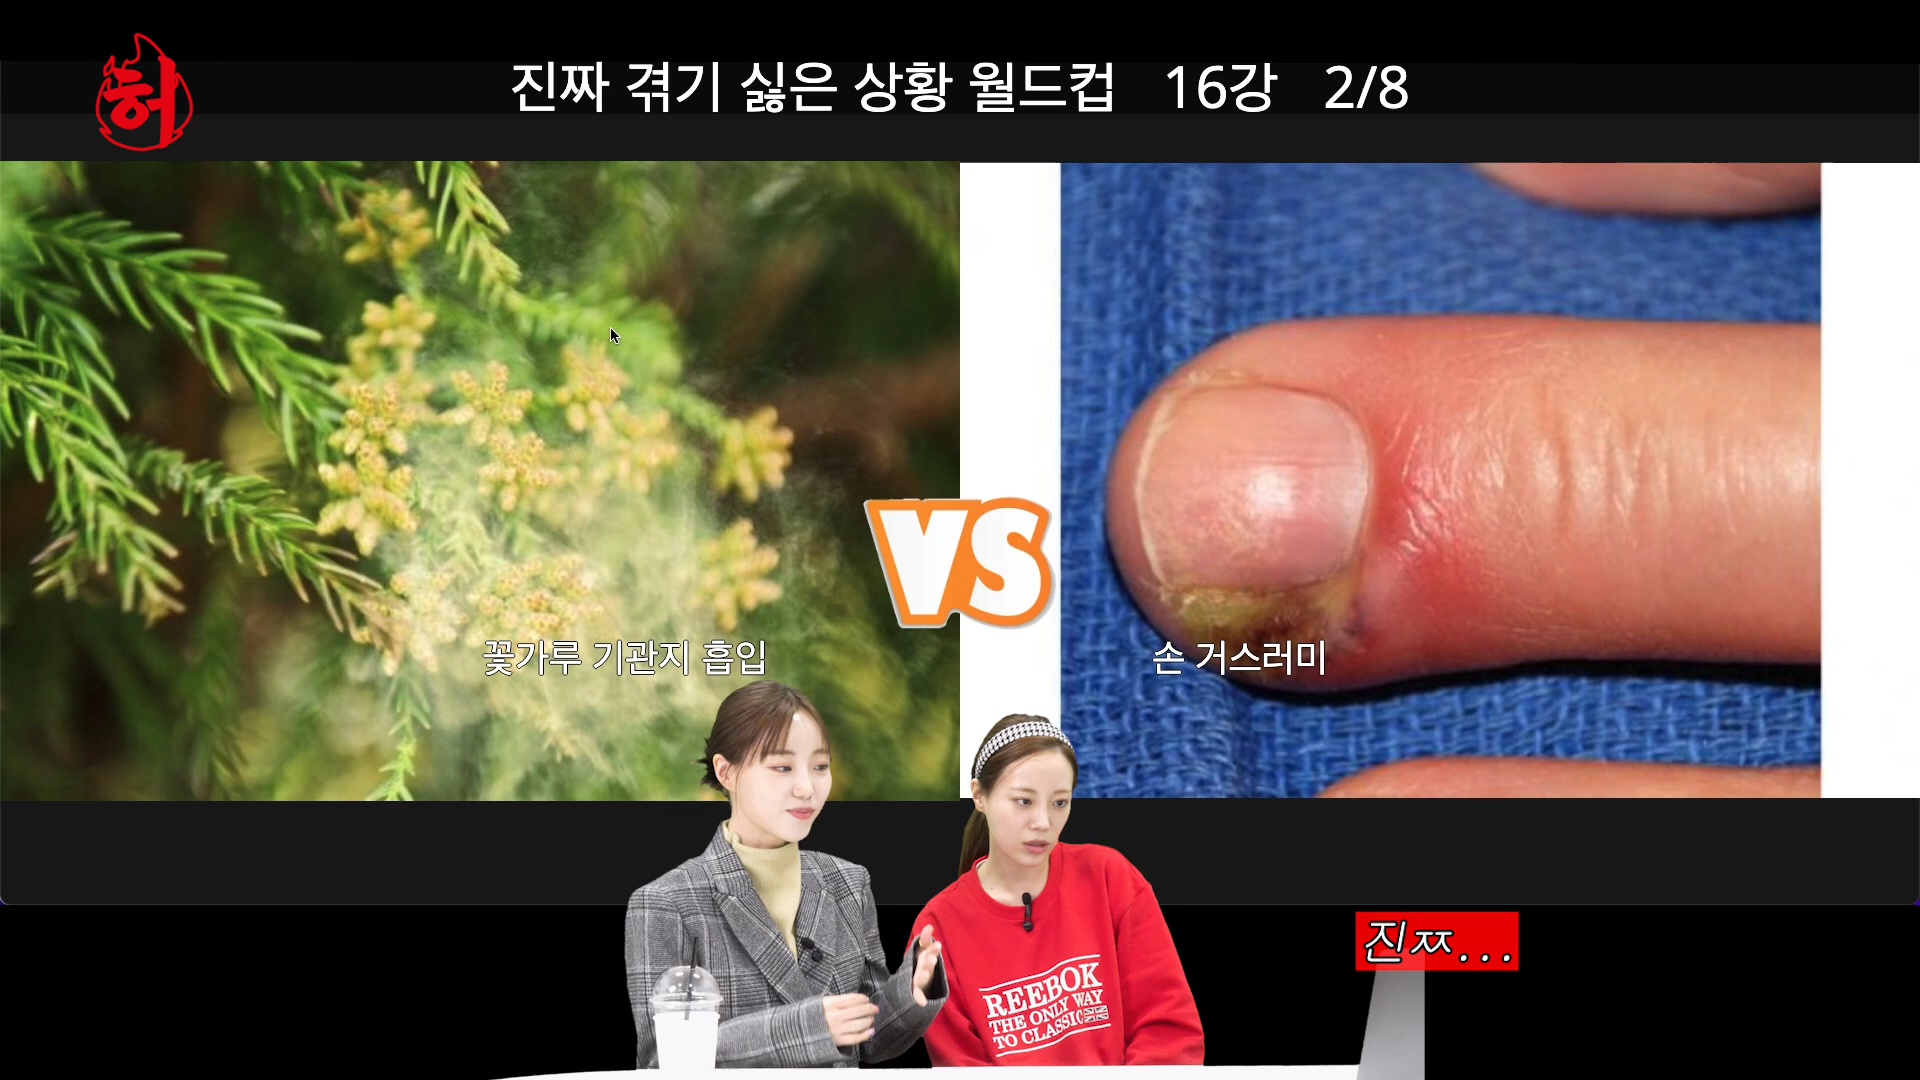 허
진짜 겪기 싫은 상황 월드컵 16강 2/8
VS
꽃가루 기관지 흡입
손 거스러미
진ㅉ...
REEBOK
THE ONLY WAY
TO CLASSIC